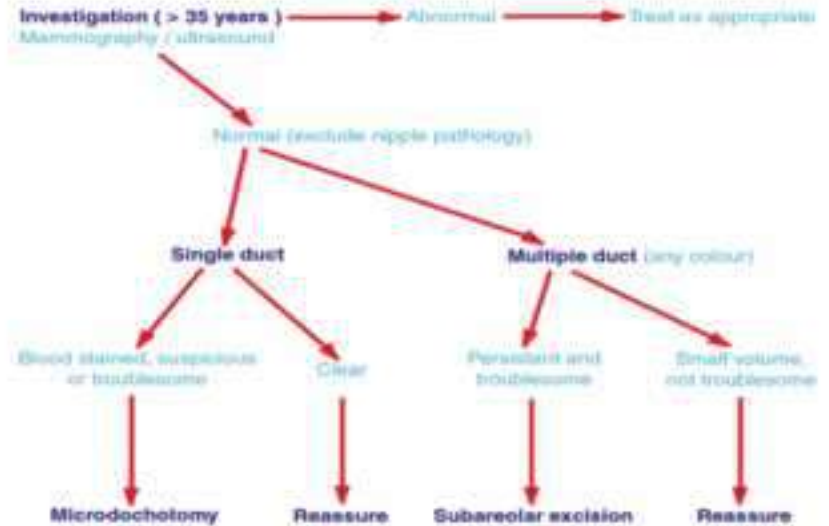 Investigation ( > 35 years )
Mammography / ultrasound
Abnormal
Treat as appropriate
Normal (exclude nipple pathology)
Single duct
Multiple duct (any colour)
Blood stained, suspicious
or troublesome
Clear
Persistent and
troublesome
Small volume,
not troublesome
Microdochotomy
Reassure
Subareolar excision
Reassure